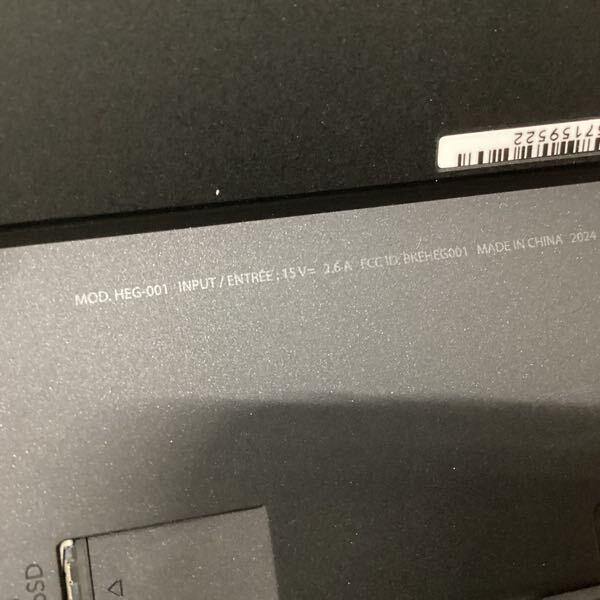 57159522
MOD. HEG-001 INPUT / ENTRÉE : 15 V⎓ 2.6 A FCC ID: BKEHEG001 MADE IN CHINA 2024
SD